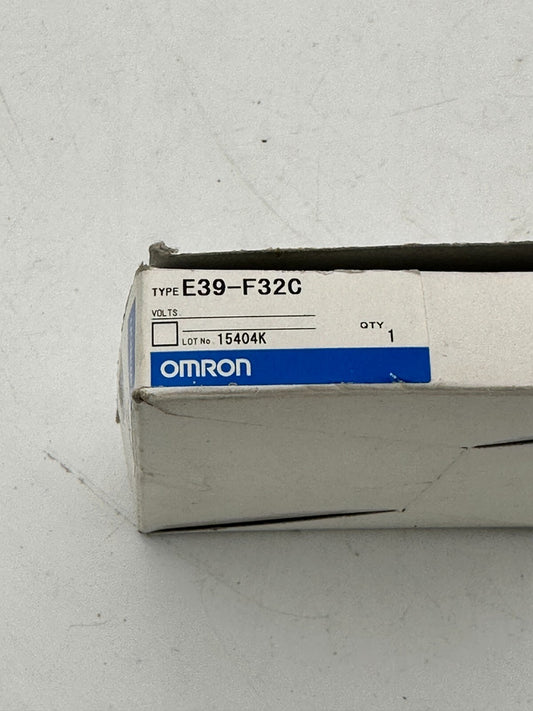 TYPE E39-F32C
VOLTS
LOT No. 15404K
QTY 1
OMRON